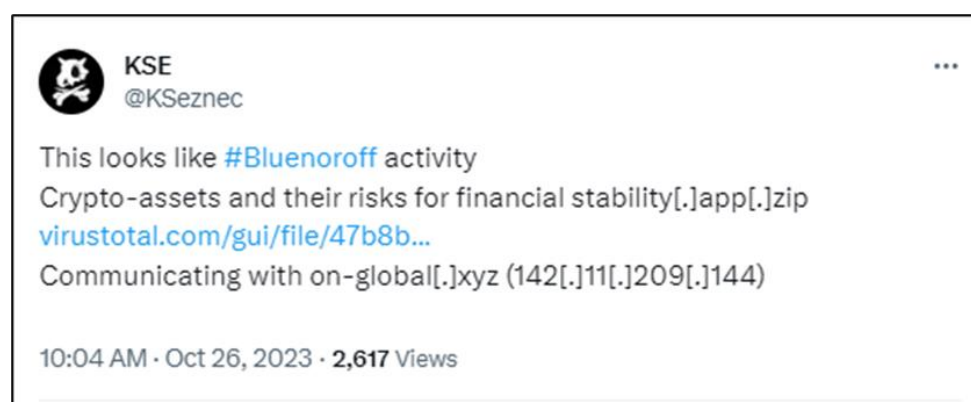 KSE
@KSeznec
This looks like #Bluenoroff activity
Crypto-assets and their risks for financial stability[.]app[.]zip
virustotal.com/gui/file/47b8b...
Communicating with on-global[.]xyz (142[.]11[.]209[.]144)
10:04 AM · Oct 26, 2023 · 2,617 Views